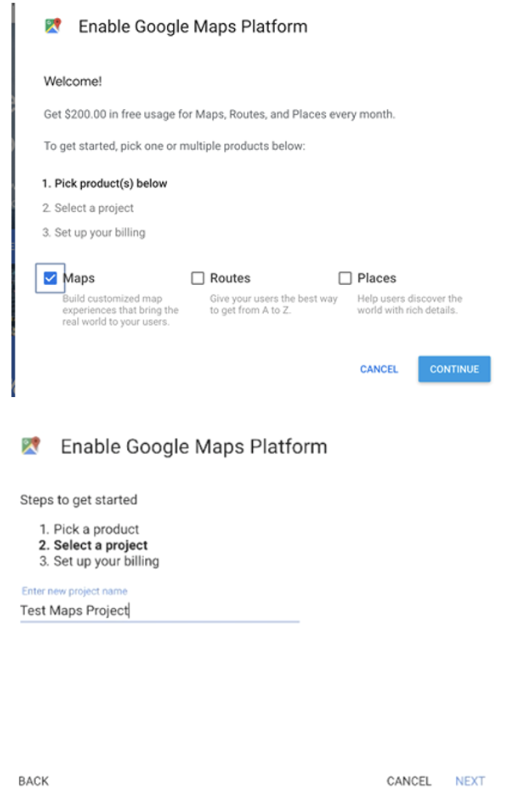 Enable Google Maps Platform
Welcome!
Get $200.00 in free usage for Maps, Routes, and Places every month.
To get started, pick one or multiple products below:
1. Pick product(s) below
2. Select a project
3. Set up your billing
Maps
Build customized map
experiences that bring the
real world to your users.
Routes
Give your users the best way
to get from A to Z.
Places
Help users discover the
world with rich details.
CANCEL CONTINUE
Enable Google Maps Platform
Steps to get started
1. Pick a product
2. Select a project
3. Set up your billing
Enter new project name
Test Maps Project
BACK CANCEL NEXT